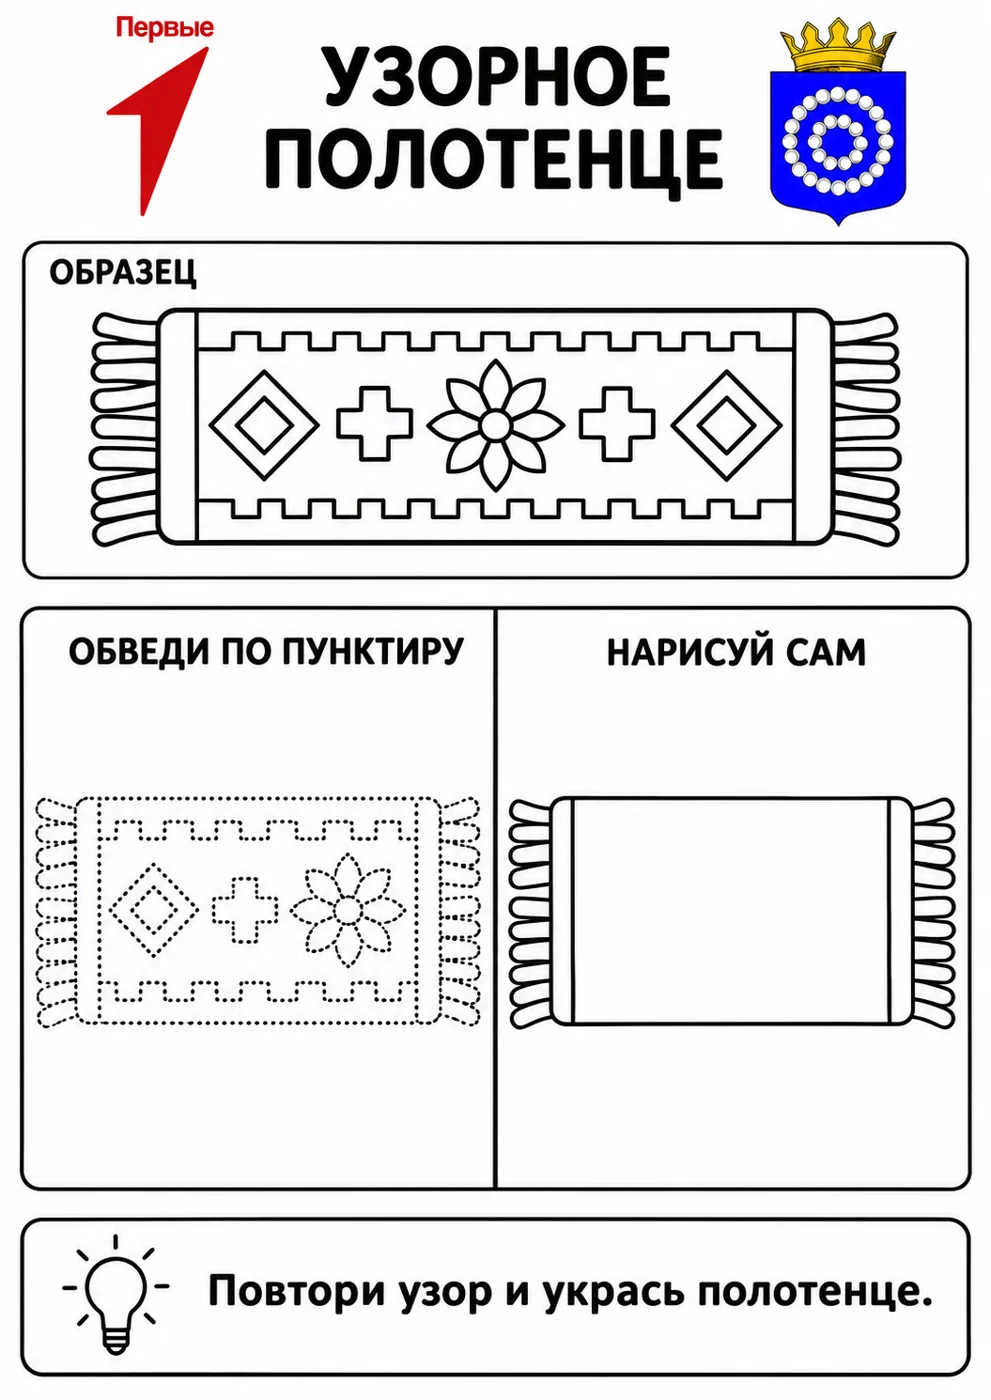 Первые
УЗОРНОЕ
ПОЛОТЕНЦЕ
ОБРАЗЕЦ
ОБВЕДИ ПО ПУНКТИРУ
НАРИСУЙ САМ
Повтори узор и укрась полотенце.